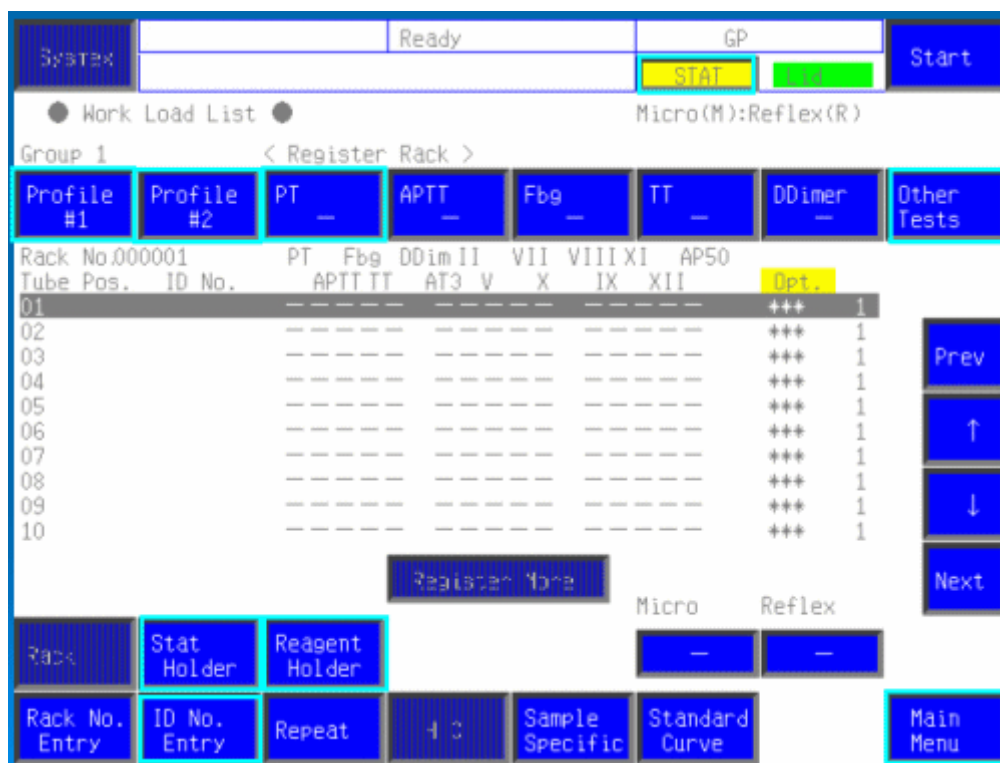 Sysmex Ready GP Start
STAT Lid
● Work Load List ● Micro(M):Reflex(R)
Group 1 < Register Rack >
Profile #1 Profile #2 PT — APTT — Fbg — TT — DDimer — Other Tests
Rack No.000001 PT Fbg DDim II VII VIII XI AP50
Tube Pos. ID No. APTT TT AT3 V X IX XII Opt.
01 — — — — — — — — — — — — — — — +++ 1
02 — — — — — — — — — — — — — — — +++ 1
03 — — — — — — — — — — — — — — — +++ 1
04 — — — — — — — — — — — — — — — +++ 1
05 — — — — — — — — — — — — — — — +++ 1
06 — — — — — — — — — — — — — — — +++ 1
07 — — — — — — — — — — — — — — — +++ 1
08 — — — — — — — — — — — — — — — +++ 1
09 — — — — — — — — — — — — — — — +++ 1
10 — — — — — — — — — — — — — — — +++ 1
Prev
↑
↓
Next
Register More
Micro Reflex
Rack Stat Holder Reagent Holder — —
Rack No. Entry ID No. Entry Repeat Sample Specific Standard Curve Main Menu